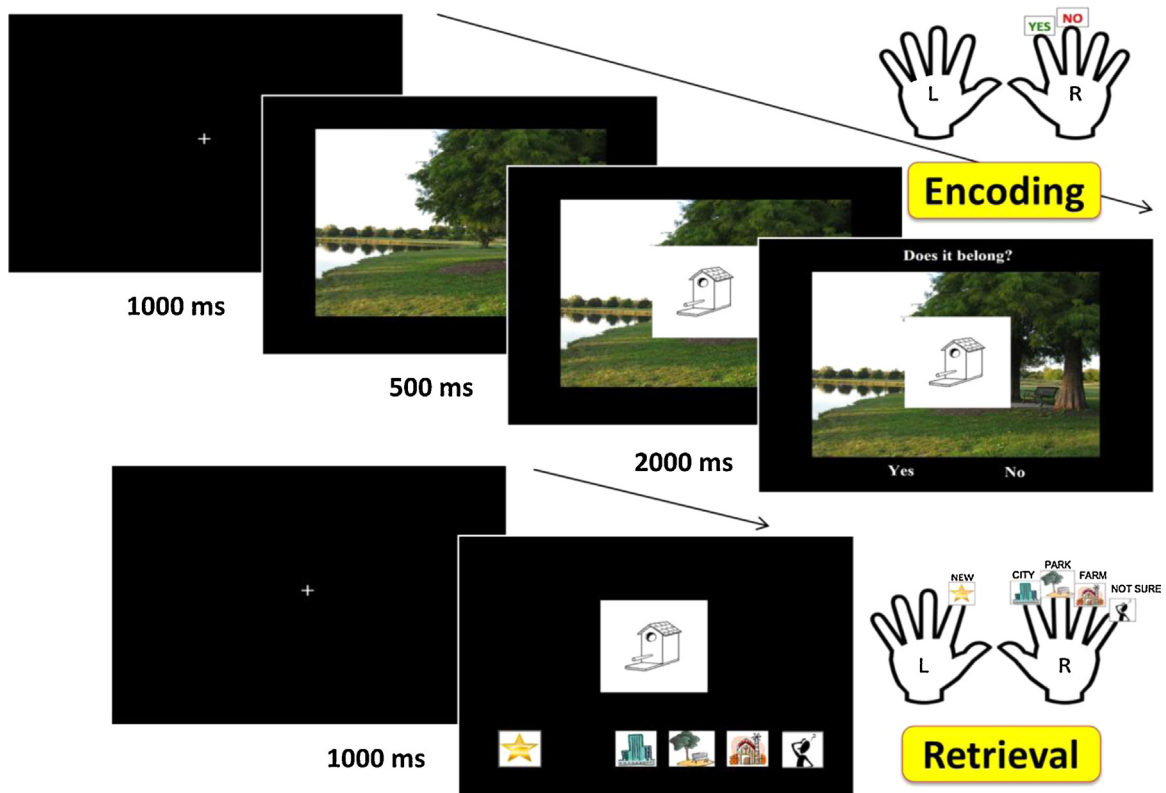 YES
NO
L
R
Encoding
1000 ms
500 ms
2000 ms
Does it belong?
Yes No
NEW
CITY
PARK
FARM
NOT SURE
L
R
1000 ms
Retrieval